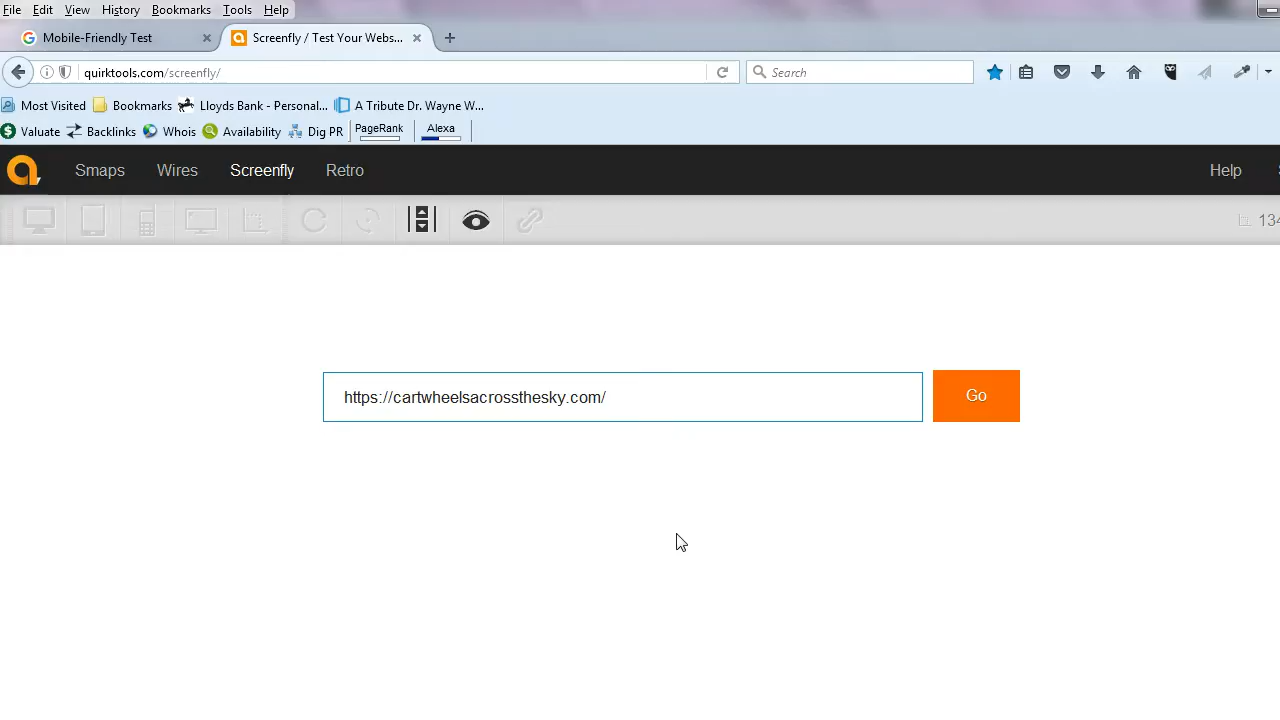 File Edit View History Bookmarks Tools Help
Mobile-Friendly Test
Screenfly / Test Your Webs...
quirktools.com/screenfly/
Search
Most Visited Bookmarks Lloyds Bank - Personal... A Tribute Dr. Wayne W...
Valuate Backlinks Whois Availability Dig PR PageRank Alexa
Smaps Wires Screenfly Retro Help
134
https://cartwheelsacrossthesky.com/ Go